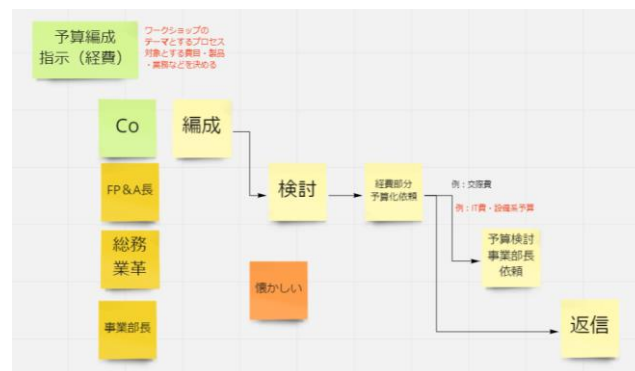 予算編成
指示（経費）
ワークショップの
テーマとするプロセス
対象とする費目・製品
・業務などを決める
Co
編成
FP&A長
検討
経費部分
予算化依頼
例：交際費
例：IT費・設備系予算
総務
業革
予算検討
事業部長
依頼
懐かしい
事業部長
返信